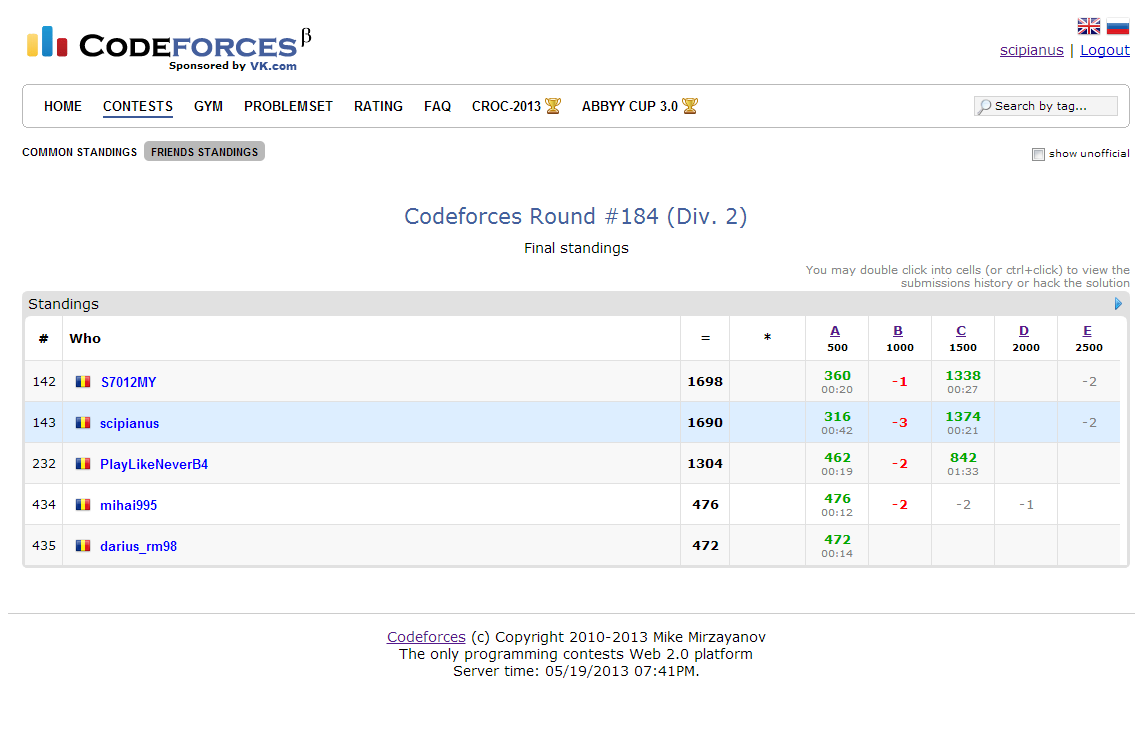 CODEFORCES β
Sponsored by VK.com
scipianus | Logout
HOME CONTESTS GYM PROBLEMSET RATING FAQ CROC-2013 ABBYY CUP 3.0 Search by tag...
COMMON STANDINGS FRIENDS STANDINGS show unofficial
Codeforces Round #184 (Div. 2)
Final standings
You may double click into cells (or ctrl+click) to view the
submissions history or hack the solution
Standings
# Who = * A B C D E
500 1000 1500 2000 2500
142 S7012MY 1698 360 -1 1338 -2
00:20 00:27
143 scipianus 1690 316 -3 1374 -2
00:42 00:21
232 PlayLikeNeverB4 1304 462 -2 842
00:19 01:33
434 mihai995 476 476 -2 -2 -1
00:12
435 darius_rm98 472 472
00:14
Codeforces (c) Copyright 2010-2013 Mike Mirzayanov
The only programming contests Web 2.0 platform
Server time: 05/19/2013 07:41PM.